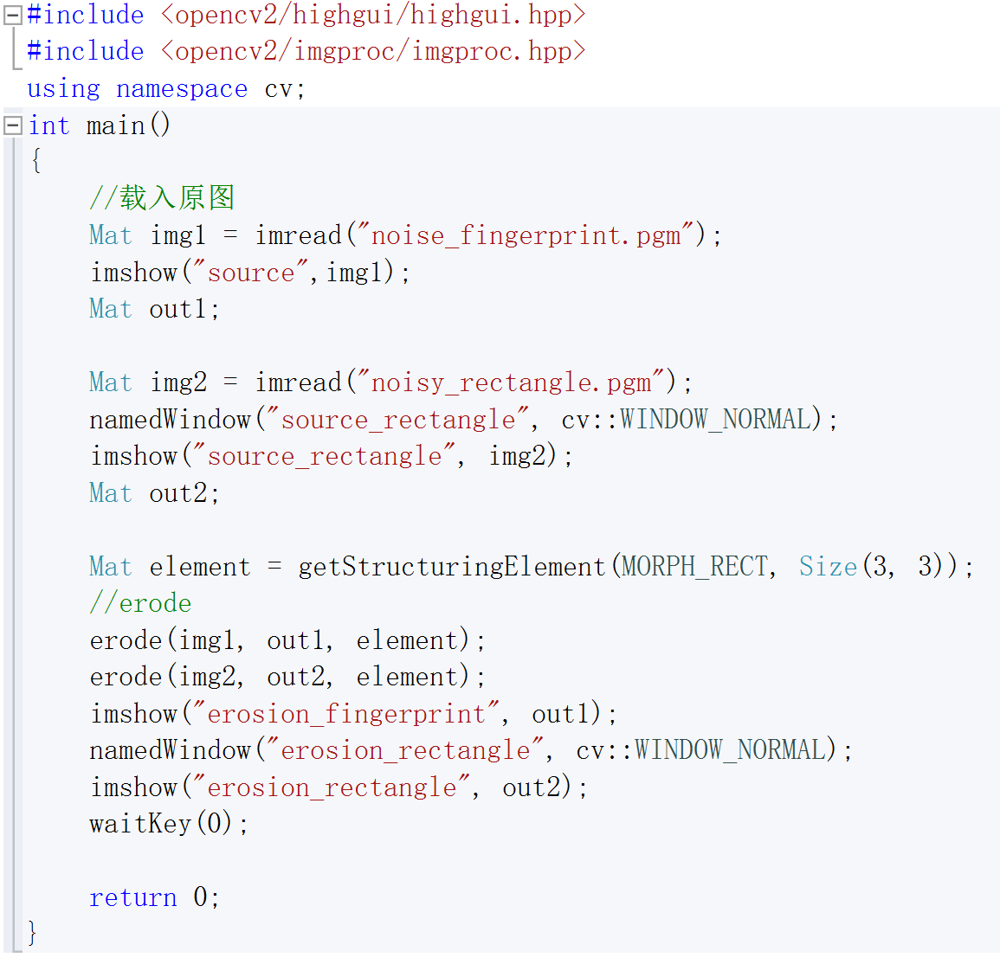 #include <opencv2/highgui/highgui.hpp>
#include <opencv2/imgproc/imgproc.hpp>
using namespace cv;
int main()
{
//载入原图
Mat img1 = imread("noise_fingerprint.pgm");
imshow("source",img1);
Mat out1;
Mat img2 = imread("noisy_rectangle.pgm");
namedWindow("source_rectangle", cv::WINDOW_NORMAL);
imshow("source_rectangle", img2);
Mat out2;
Mat element = getStructuringElement(MORPH_RECT, Size(3, 3));
//erode
erode(img1, out1, element);
erode(img2, out2, element);
imshow("erosion_fingerprint", out1);
namedWindow("erosion_rectangle", cv::WINDOW_NORMAL);
imshow("erosion_rectangle", out2);
waitKey(0);
return 0;
}